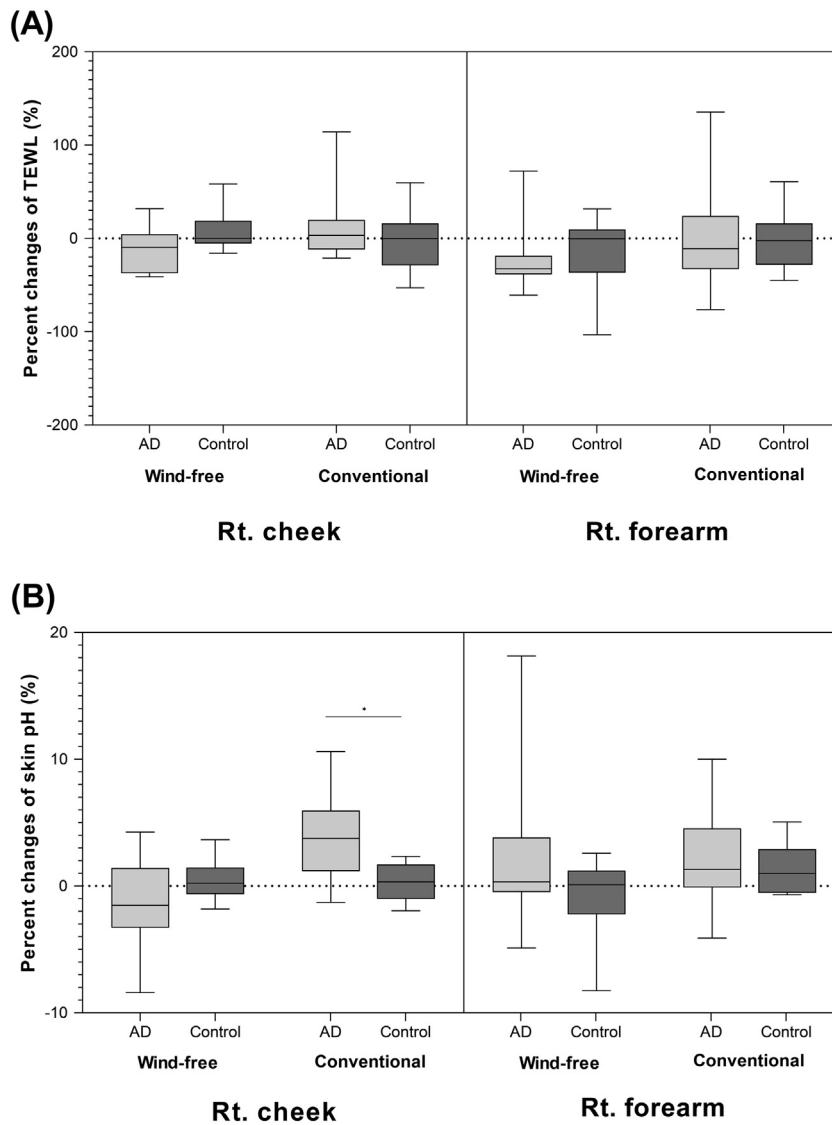 (A)
Percent changes of TEWL (%)
200
100
0
-100
-200
AD Control AD Control AD Control AD Control
Wind-free Conventional Wind-free Conventional
Rt. cheek Rt. forearm
(B)
Percent changes of skin pH (%)
20
10
0
-10
*
AD Control AD Control AD Control AD Control
Wind-free Conventional Wind-free Conventional
Rt. cheek Rt. forearm